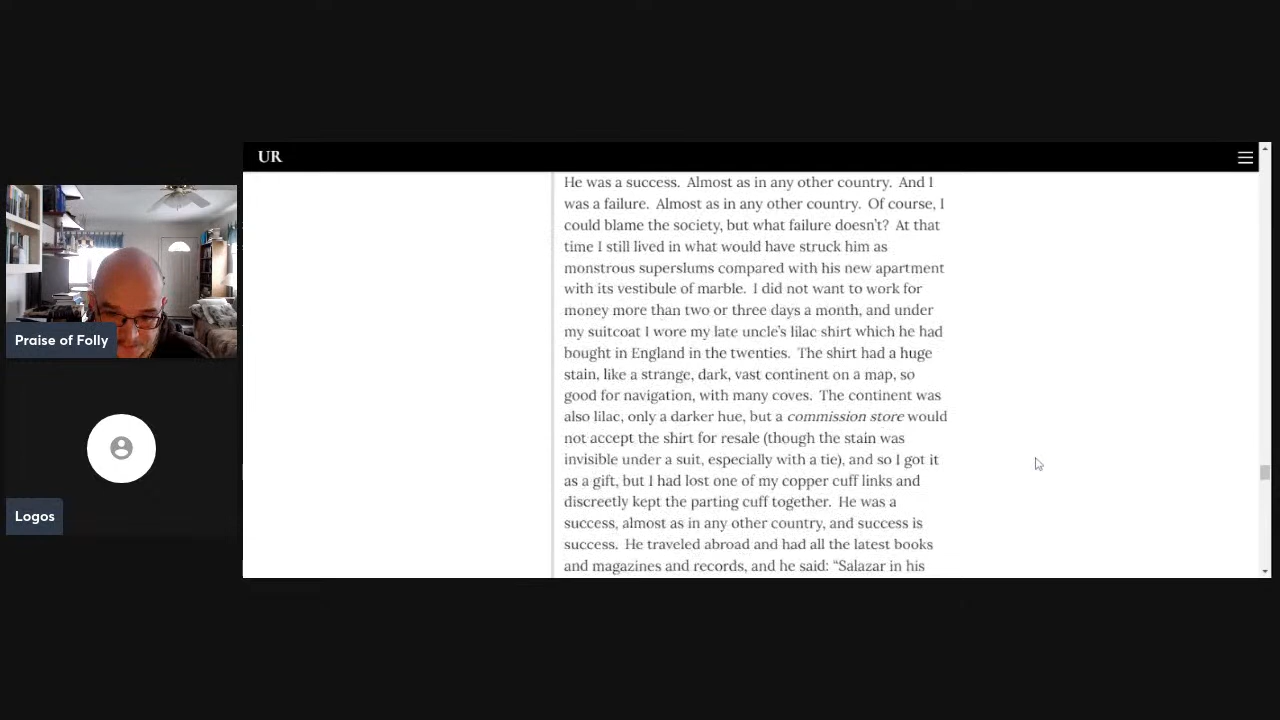 UR
He was a success. Almost as in any other country. And I
was a failure. Almost as in any other country. Of course, I
could blame the society, but what failure doesn't? At that
time I still lived in what would have struck him as
monstrous superslums compared with his new apartment
with its vestibule of marble. I did not want to work for
money more than two or three days a month, and under
my suitcoat I wore my late uncle's lilac shirt which he had
bought in England in the twenties. The shirt had a huge
stain, like a strange, dark, vast continent on a map, so
good for navigation, with many coves. The continent was
also lilac, only a darker hue, but a commission store would
not accept the shirt for resale (though the stain was
invisible under a suit, especially with a tie), and so I got it
as a gift, but I had lost one of my copper cuff links and
discreetly kept the parting cuff together. He was a
success, almost as in any other country, and success is
success. He traveled abroad and had all the latest books
and magazines and records, and he said: “Salazar in his
Praise of Folly
Logos